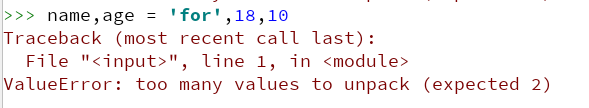 >>> name,age = 'for',18,10
Traceback (most recent call last):
  File "<input>", line 1, in <module>
ValueError: too many values to unpack (expected 2)